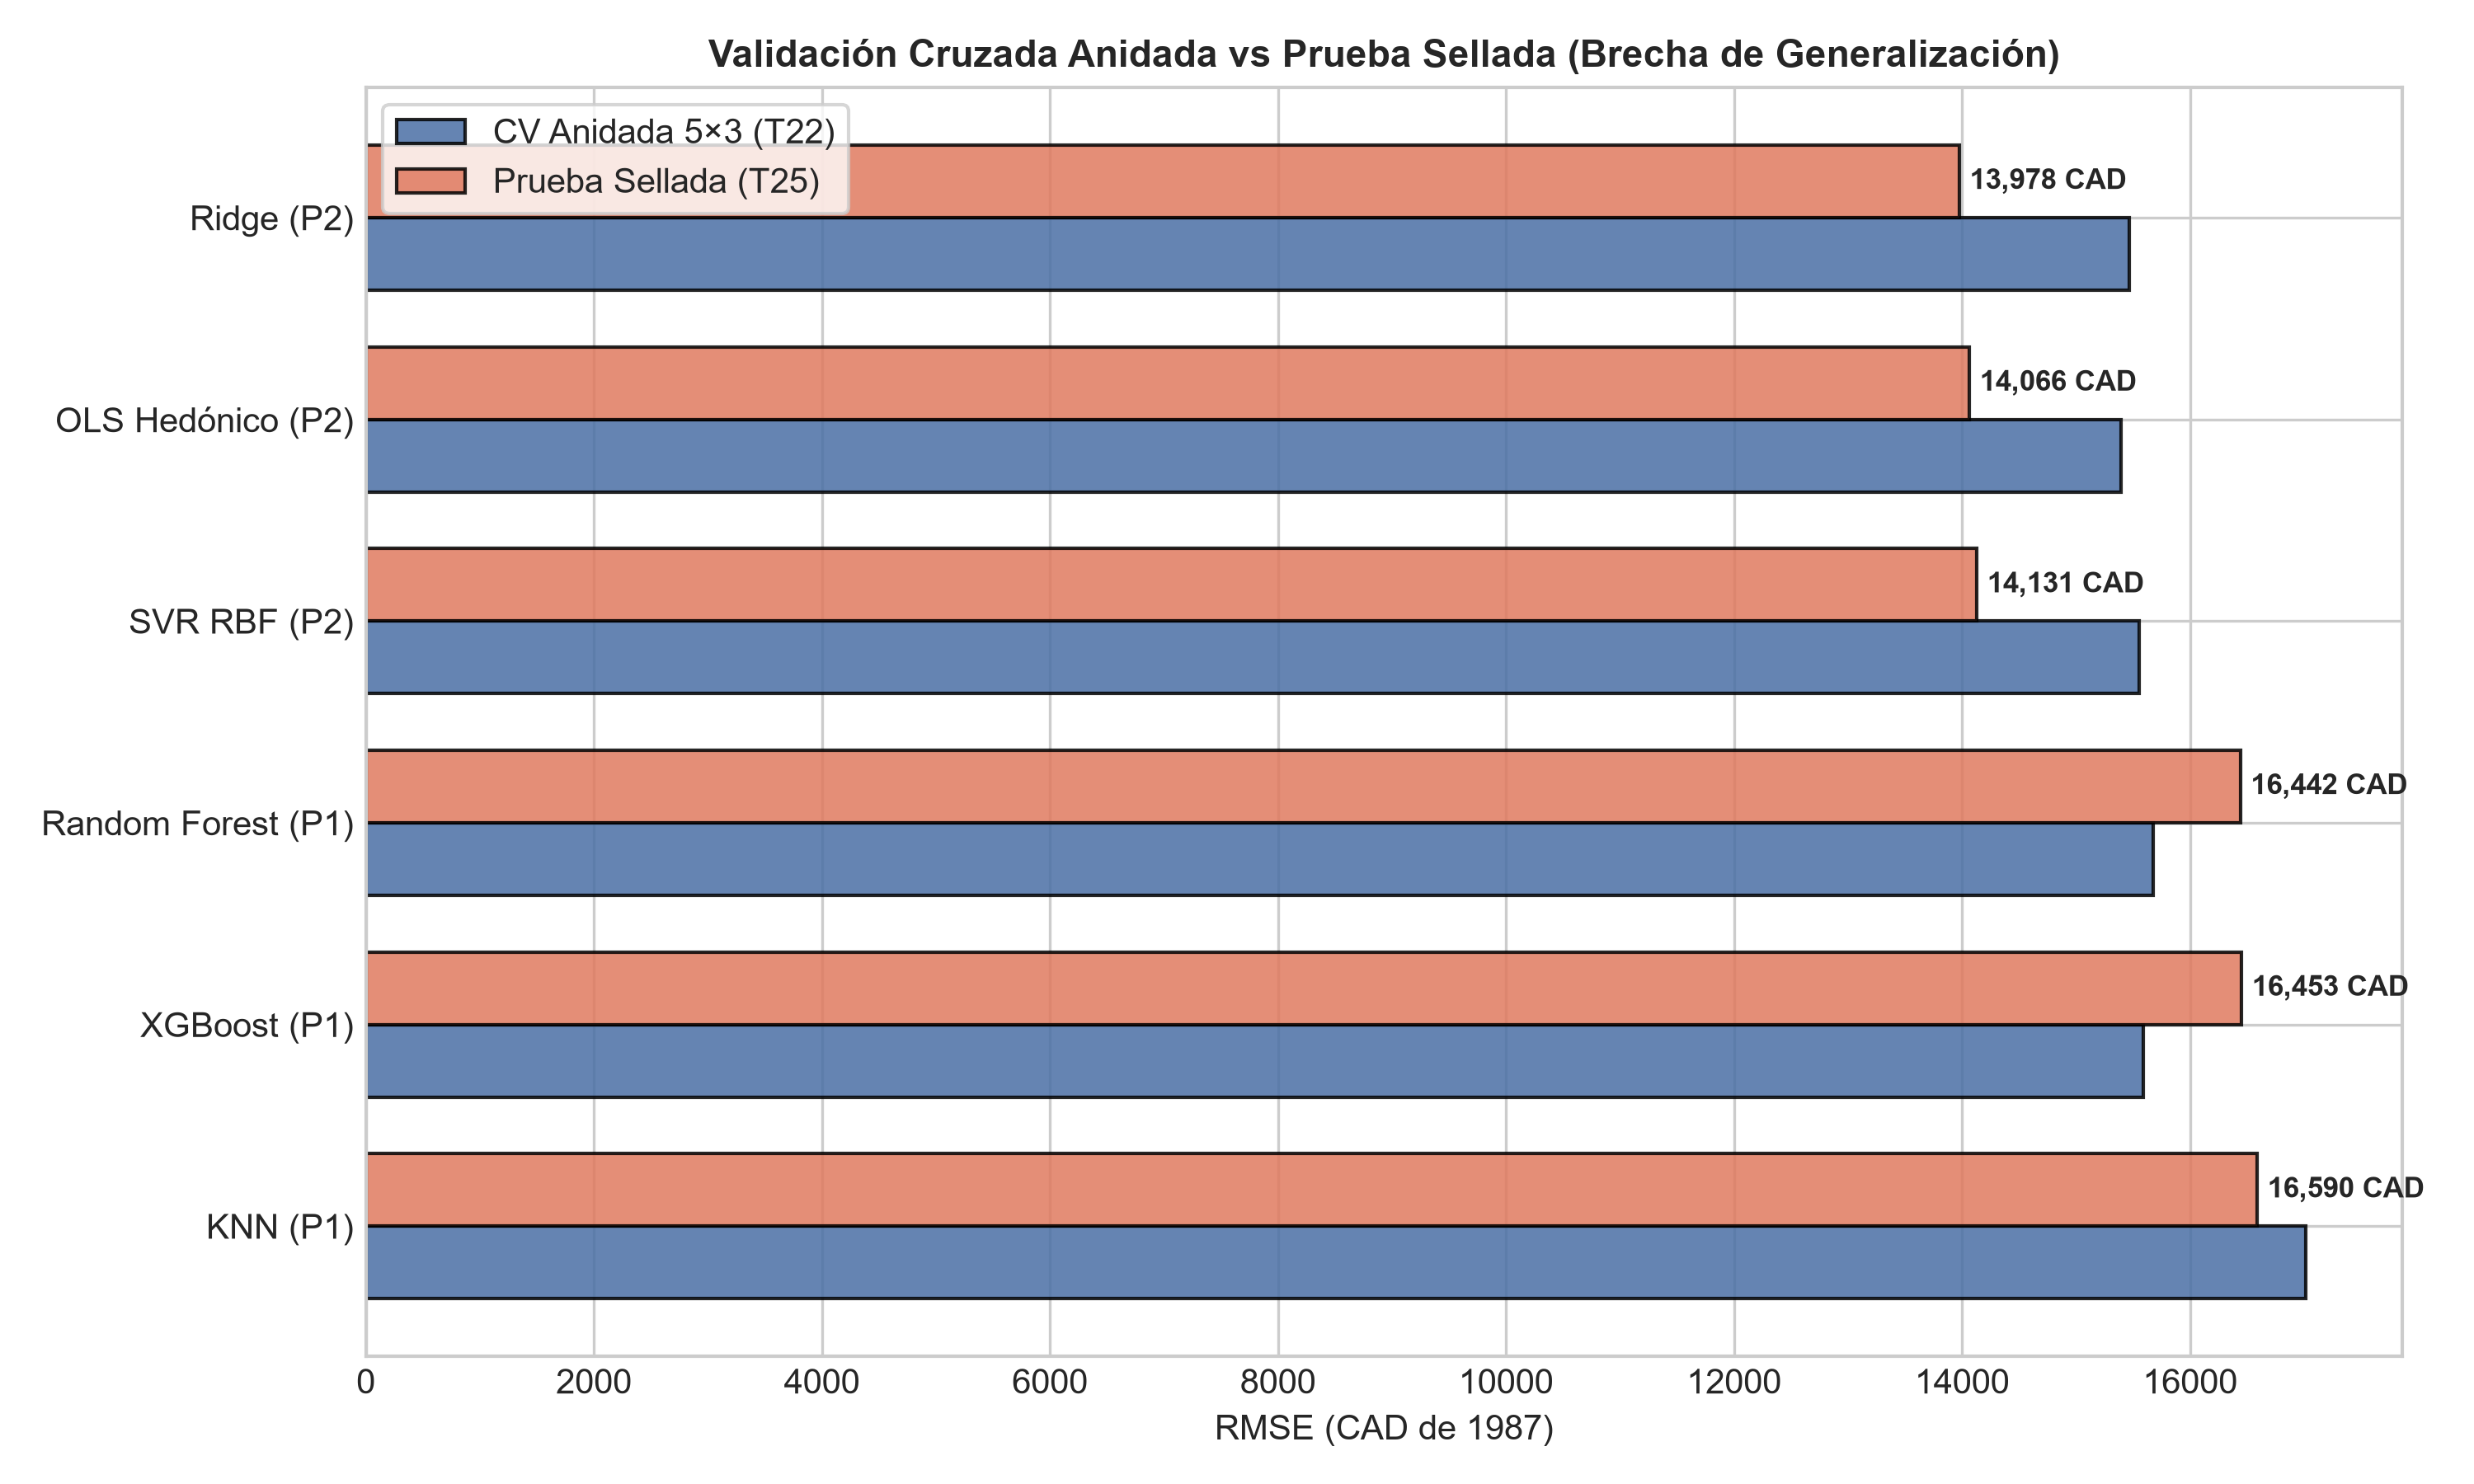 Validación Cruzada Anidada vs Prueba Sellada (Brecha de Generalización)
CV Anidada 5×3 (T22)
Prueba Sellada (T25)
Ridge (P2)
13,978 CAD
OLS Hedónico (P2)
14,066 CAD
SVR RBF (P2)
14,131 CAD
Random Forest (P1)
16,442 CAD
XGBoost (P1)
16,453 CAD
KNN (P1)
16,590 CAD
0 2000 4000 6000 8000 10000 12000 14000 16000
RMSE (CAD de 1987)